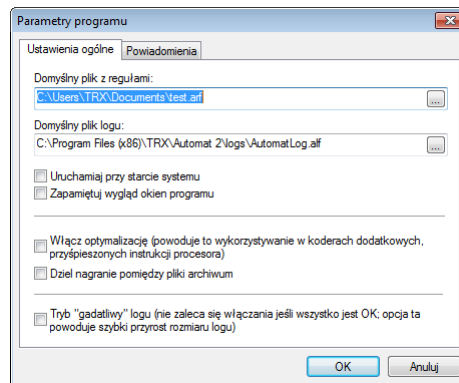 Parametry programu
Ustawienia ogólne
Powiadomienia
Domyślny plik z regułami:
C:\Users\TRX\Documents\test.arf
...
Domyślny plik logu:
C:\Program Files (x86)\TRX\Automat 2\logs\AutomatLog.alf
...
Uruchamiaj przy starcie systemu
Zapamiętuj wygląd okien programu
Włącz optymalizację (powoduje to wykorzystywanie w koderach dodatkowych,
przyśpieszonych instrukcji procesora)
Dziel nagranie pomiędzy pliki archiwum
Tryb "gadatliwy" logu (nie zaleca się włączania jeśli wszystko jest OK; opcja ta
powoduje szybki przyrost rozmiaru logu)
OK
Anuluj